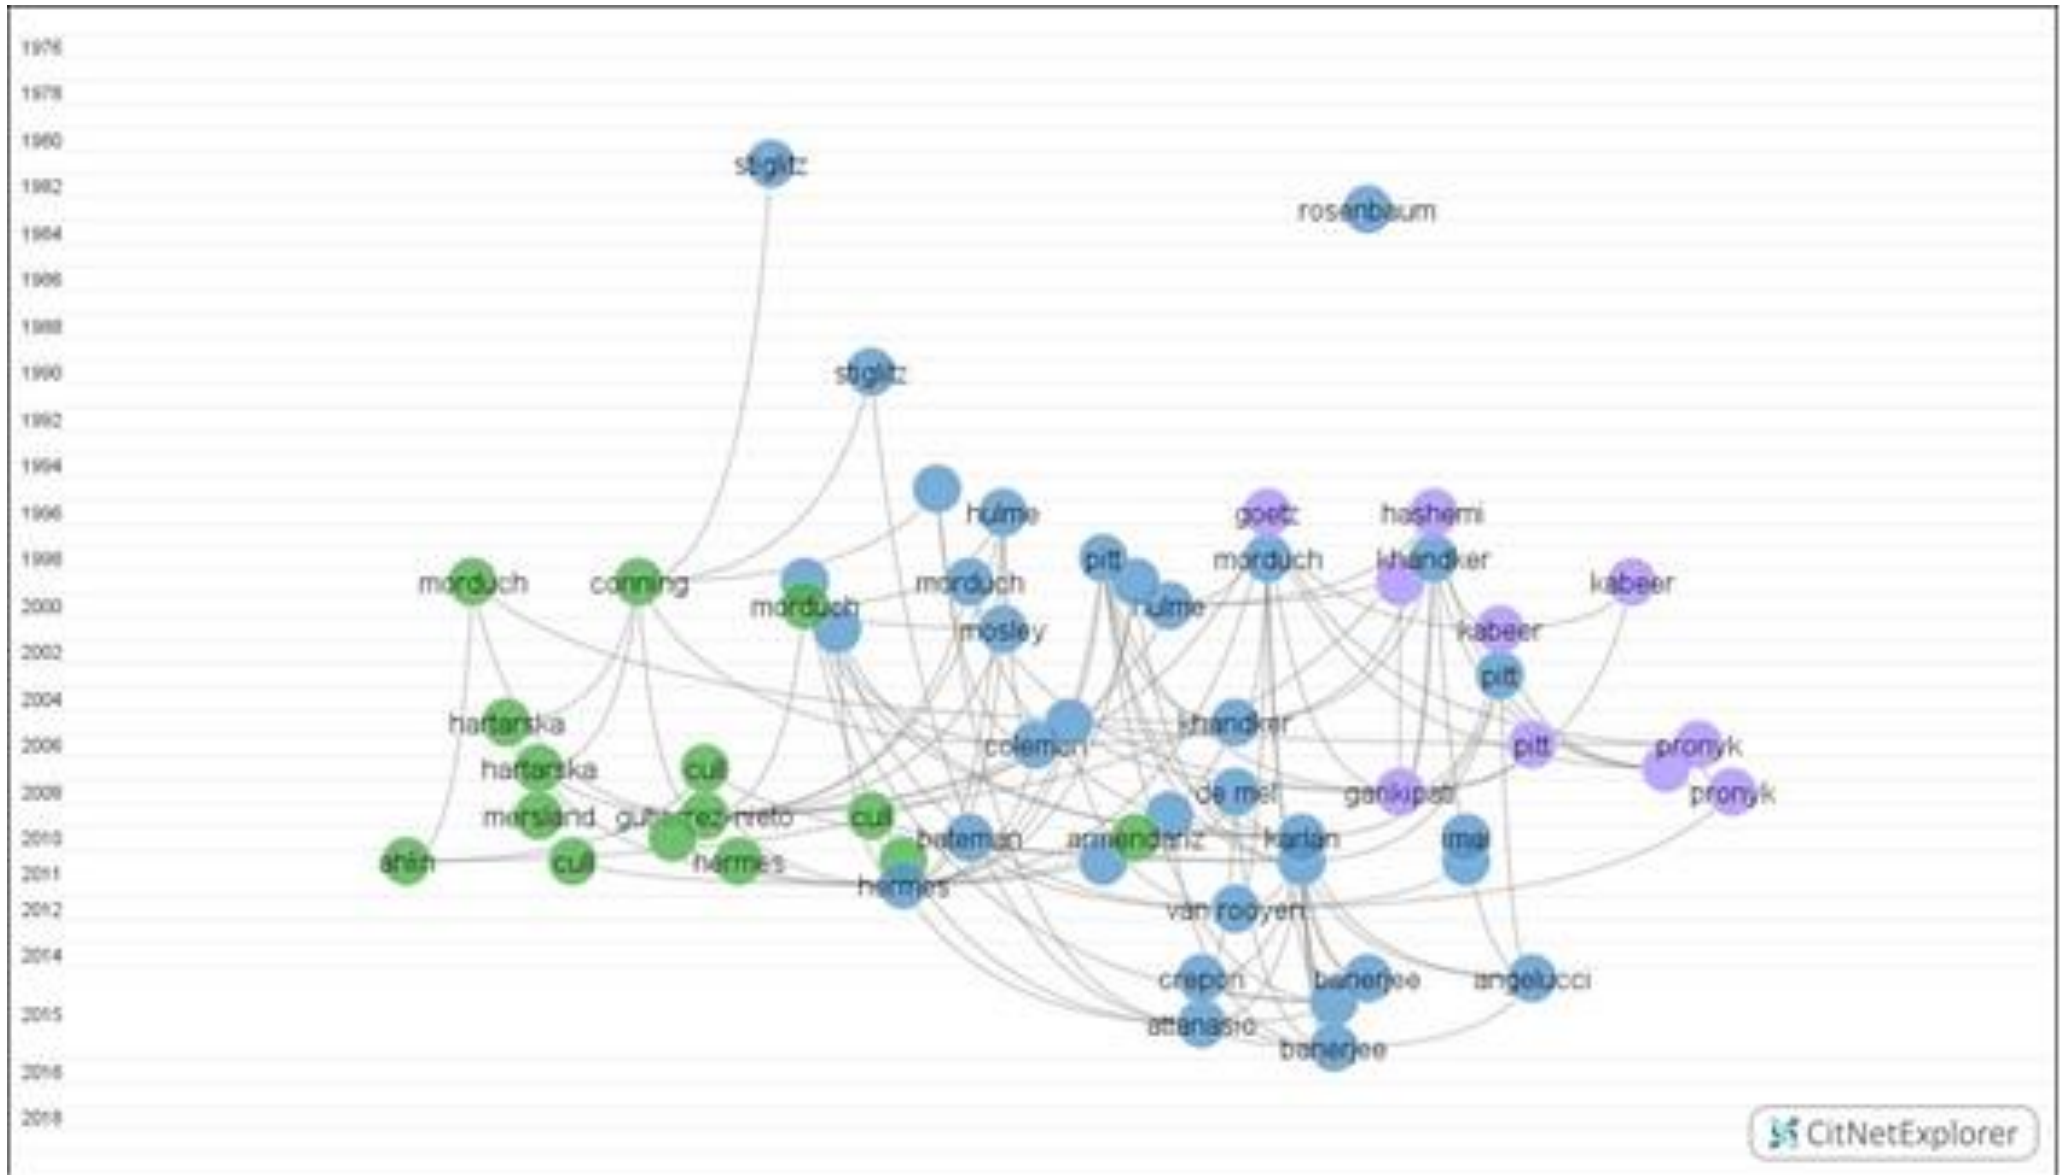 1976
1978
1980
stiglitz
1982
rosenbaum
1984
1986
1988
1990
stiglitz
1992
1994
1996
hulme
goetz
hashemi
1998
pitt
morduch
khandker
morduch
conning
morduch
kabeer
2000
morduch
hulme
mosley
kabeer
2002
pitt
2004
hartarska
khandker
2006
coleman
pitt
pronyk
hartarska
cull
2008
de mel
garikipati
pronyk
mersland
gutierrez-nieto
cull
2010
bateman
armendariz
karlan
imai
ahlin
cull
hermes
2011
hermes
2012
van rooyen
2014
crepon
banerjee
angelucci
2015
attanasio
banerjee
2016
2018
CitNetExplorer